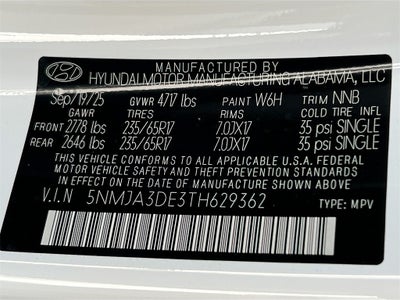 MANUFACTURED BY
HYUNDAI MOTOR MANUFACTURING ALABAMA, LLC
Sep/19/25 GVWR 4717 lbs PAINT W6H TRIM NNB
GAWR TIRES RIMS COLD TIRE INFL
FRONT 2778 lbs 235/65R17 7.0JX17 35 psi SINGLE
REAR 2646 lbs 235/65R17 7.0JX17 35 psi SINGLE
THIS VEHICLE CONFORMS TO ALL APPLICABLE U.S.A. FEDERAL
MOTOR VEHICLE SAFETY AND THEFT PREVENTION STANDARDS
IN EFFECT ON THE DATE OF MANUFACTURE SHOWN ABOVE.
V.I.N 5NMJA3DE3TH629362 TYPE: MPV